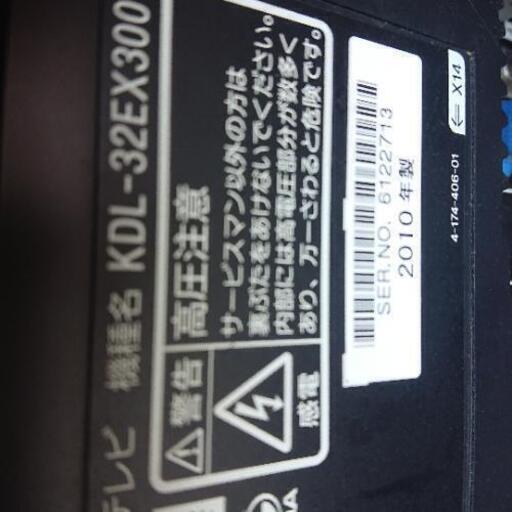 テレビ 機種名 KDL-32EX300
警告
高圧注意
サービスマン以外の方は
裏ぶたをあけないでください。
内部には高電圧部分が数多く
あり、万一さわると危険です。
感電
SER.NO. 6122713
2010 年製
4-174-406-01
← X14